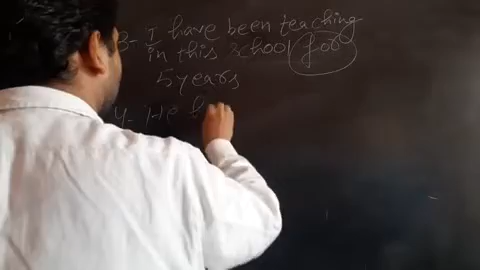 3- I have been teaching
in this school for
5 years
4- He